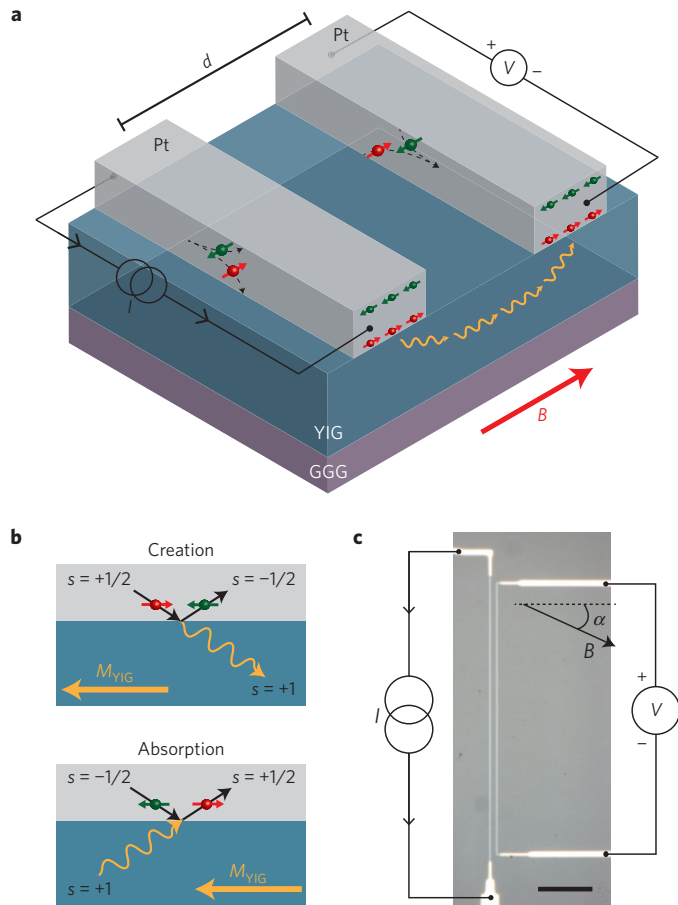 a
Pt
+
V
−
d
Pt
I
B
YIG
GGG
b
Creation
s = +1/2
s = −1/2
M_YIG
s = +1
Absorption
s = −1/2
s = +1/2
s = +1
M_YIG
c
α
B
I
+
V
−